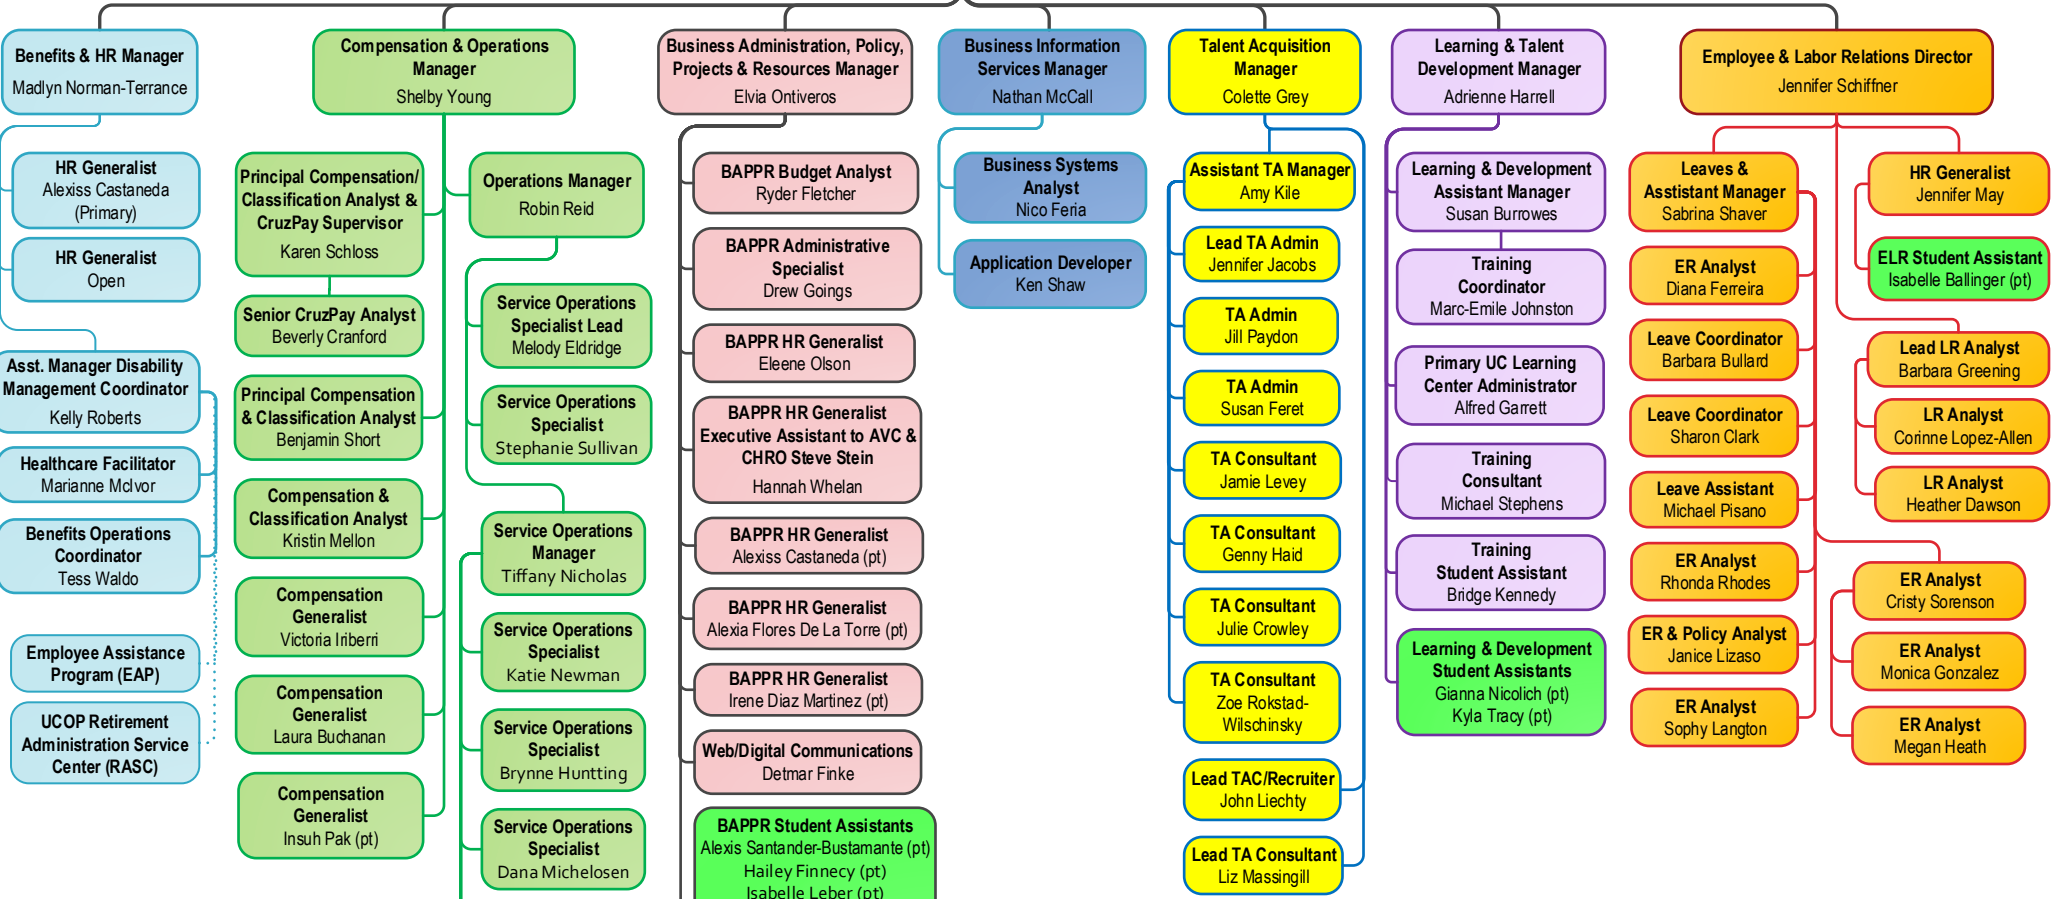 Benefits & HR Manager
Madlyn Norman-Terrance
HR Generalist
Alexiss Castaneda
(Primary)
HR Generalist
Open
Asst. Manager Disability
Management Coordinator
Kelly Roberts
Healthcare Facilitator
Marianne McIvor
Benefits Operations
Coordinator
Tess Waldo
Employee Assistance
Program (EAP)
UCOP Retirement
Administration Service
Center (RASC)
Compensation & Operations
Manager
Shelby Young
Principal Compensation/
Classification Analyst &
CruzPay Supervisor
Karen Schloss
Senior CruzPay Analyst
Beverly Cranford
Principal Compensation
& Classification Analyst
Benjamin Short
Compensation &
Classification Analyst
Kristin Mellon
Compensation
Generalist
Victoria Iriberri
Compensation
Generalist
Laura Buchanan
Compensation
Generalist
Insuh Pak (pt)
Operations Manager
Robin Reid
Service Operations
Specialist Lead
Melody Eldridge
Service Operations
Specialist
Stephanie Sullivan
Service Operations
Manager
Tiffany Nicholas
Service Operations
Specialist
Katie Newman
Service Operations
Specialist
Brynne Huntting
Service Operations
Specialist
Dana Michelosen
Business Administration, Policy,
Projects & Resources Manager
Elvia Ontiveros
BAPPR Budget Analyst
Ryder Fletcher
BAPPR Administrative
Specialist
Drew Goings
BAPPR HR Generalist
Eleene Olson
BAPPR HR Generalist
Executive Assistant to AVC &
CHRO Steve Stein
Hannah Whelan
BAPPR HR Generalist
Alexiss Castaneda (pt)
BAPPR HR Generalist
Alexia Flores De La Torre (pt)
BAPPR HR Generalist
Irene Diaz Martinez (pt)
Web/Digital Communications
Detmar Finke
BAPPR Student Assistants
Alexis Santander-Bustamante (pt)
Hailey Finnecy (pt)
Isabelle Leber (pt)
Business Information
Services Manager
Nathan McCall
Business Systems
Analyst
Nico Feria
Application Developer
Ken Shaw
Talent Acquisition
Manager
Colette Grey
Assistant TA Manager
Amy Kile
Lead TA Admin
Jennifer Jacobs
TA Admin
Jill Paydon
TA Admin
Susan Feret
TA Consultant
Jamie Levey
TA Consultant
Genny Haid
TA Consultant
Julie Crowley
TA Consultant
Zoe Rokstad-
Wilschinsky
Lead TAC/Recruiter
John Liechty
Lead TA Consultant
Liz Massingill
Learning & Talent
Development Manager
Adrienne Harrell
Learning & Development
Assistant Manager
Susan Burrowes
Training
Coordinator
Marc-Emile Johnston
Primary UC Learning
Center Administrator
Alfred Garrett
Training
Consultant
Michael Stephens
Training
Student Assistant
Bridge Kennedy
Learning & Development
Student Assistants
Gianna Nicolich (pt)
Kyla Tracy (pt)
Employee & Labor Relations Director
Jennifer Schiffner
Leaves &
Asstistant Manager
Sabrina Shaver
ER Analyst
Diana Ferreira
Leave Coordinator
Barbara Bullard
Leave Coordinator
Sharon Clark
Leave Assistant
Michael Pisano
ER Analyst
Rhonda Rhodes
ER & Policy Analyst
Janice Lizaso
ER Analyst
Sophy Langton
HR Generalist
Jennifer May
ELR Student Assistant
Isabelle Ballinger (pt)
Lead LR Analyst
Barbara Greening
LR Analyst
Corinne Lopez-Allen
LR Analyst
Heather Dawson
ER Analyst
Cristy Sorenson
ER Analyst
Monica Gonzalez
ER Analyst
Megan Heath